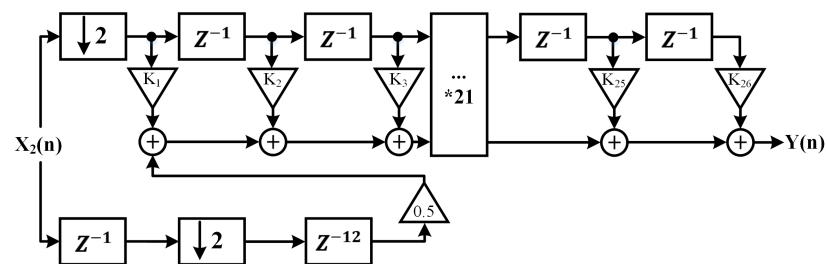 ↓2 Z⁻¹ Z⁻¹ ... *21 Z⁻¹ Z⁻¹
K₁ K₂ K₃ K₂₅ K₂₆
+ + + + +
X₂(n) Y(n)
0.5
Z⁻¹ ↓2 Z⁻¹²